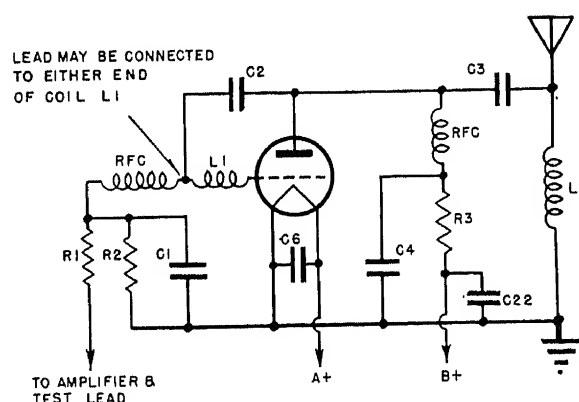 LEAD MAY BE CONNECTED
TO EITHER END
OF COIL L1
C2
C3
RFC
L1
RFC
L
R1
R2
C1
C6
C4
R3
C22
TO AMPLIFIER &
TEST LEAD
A+
B+